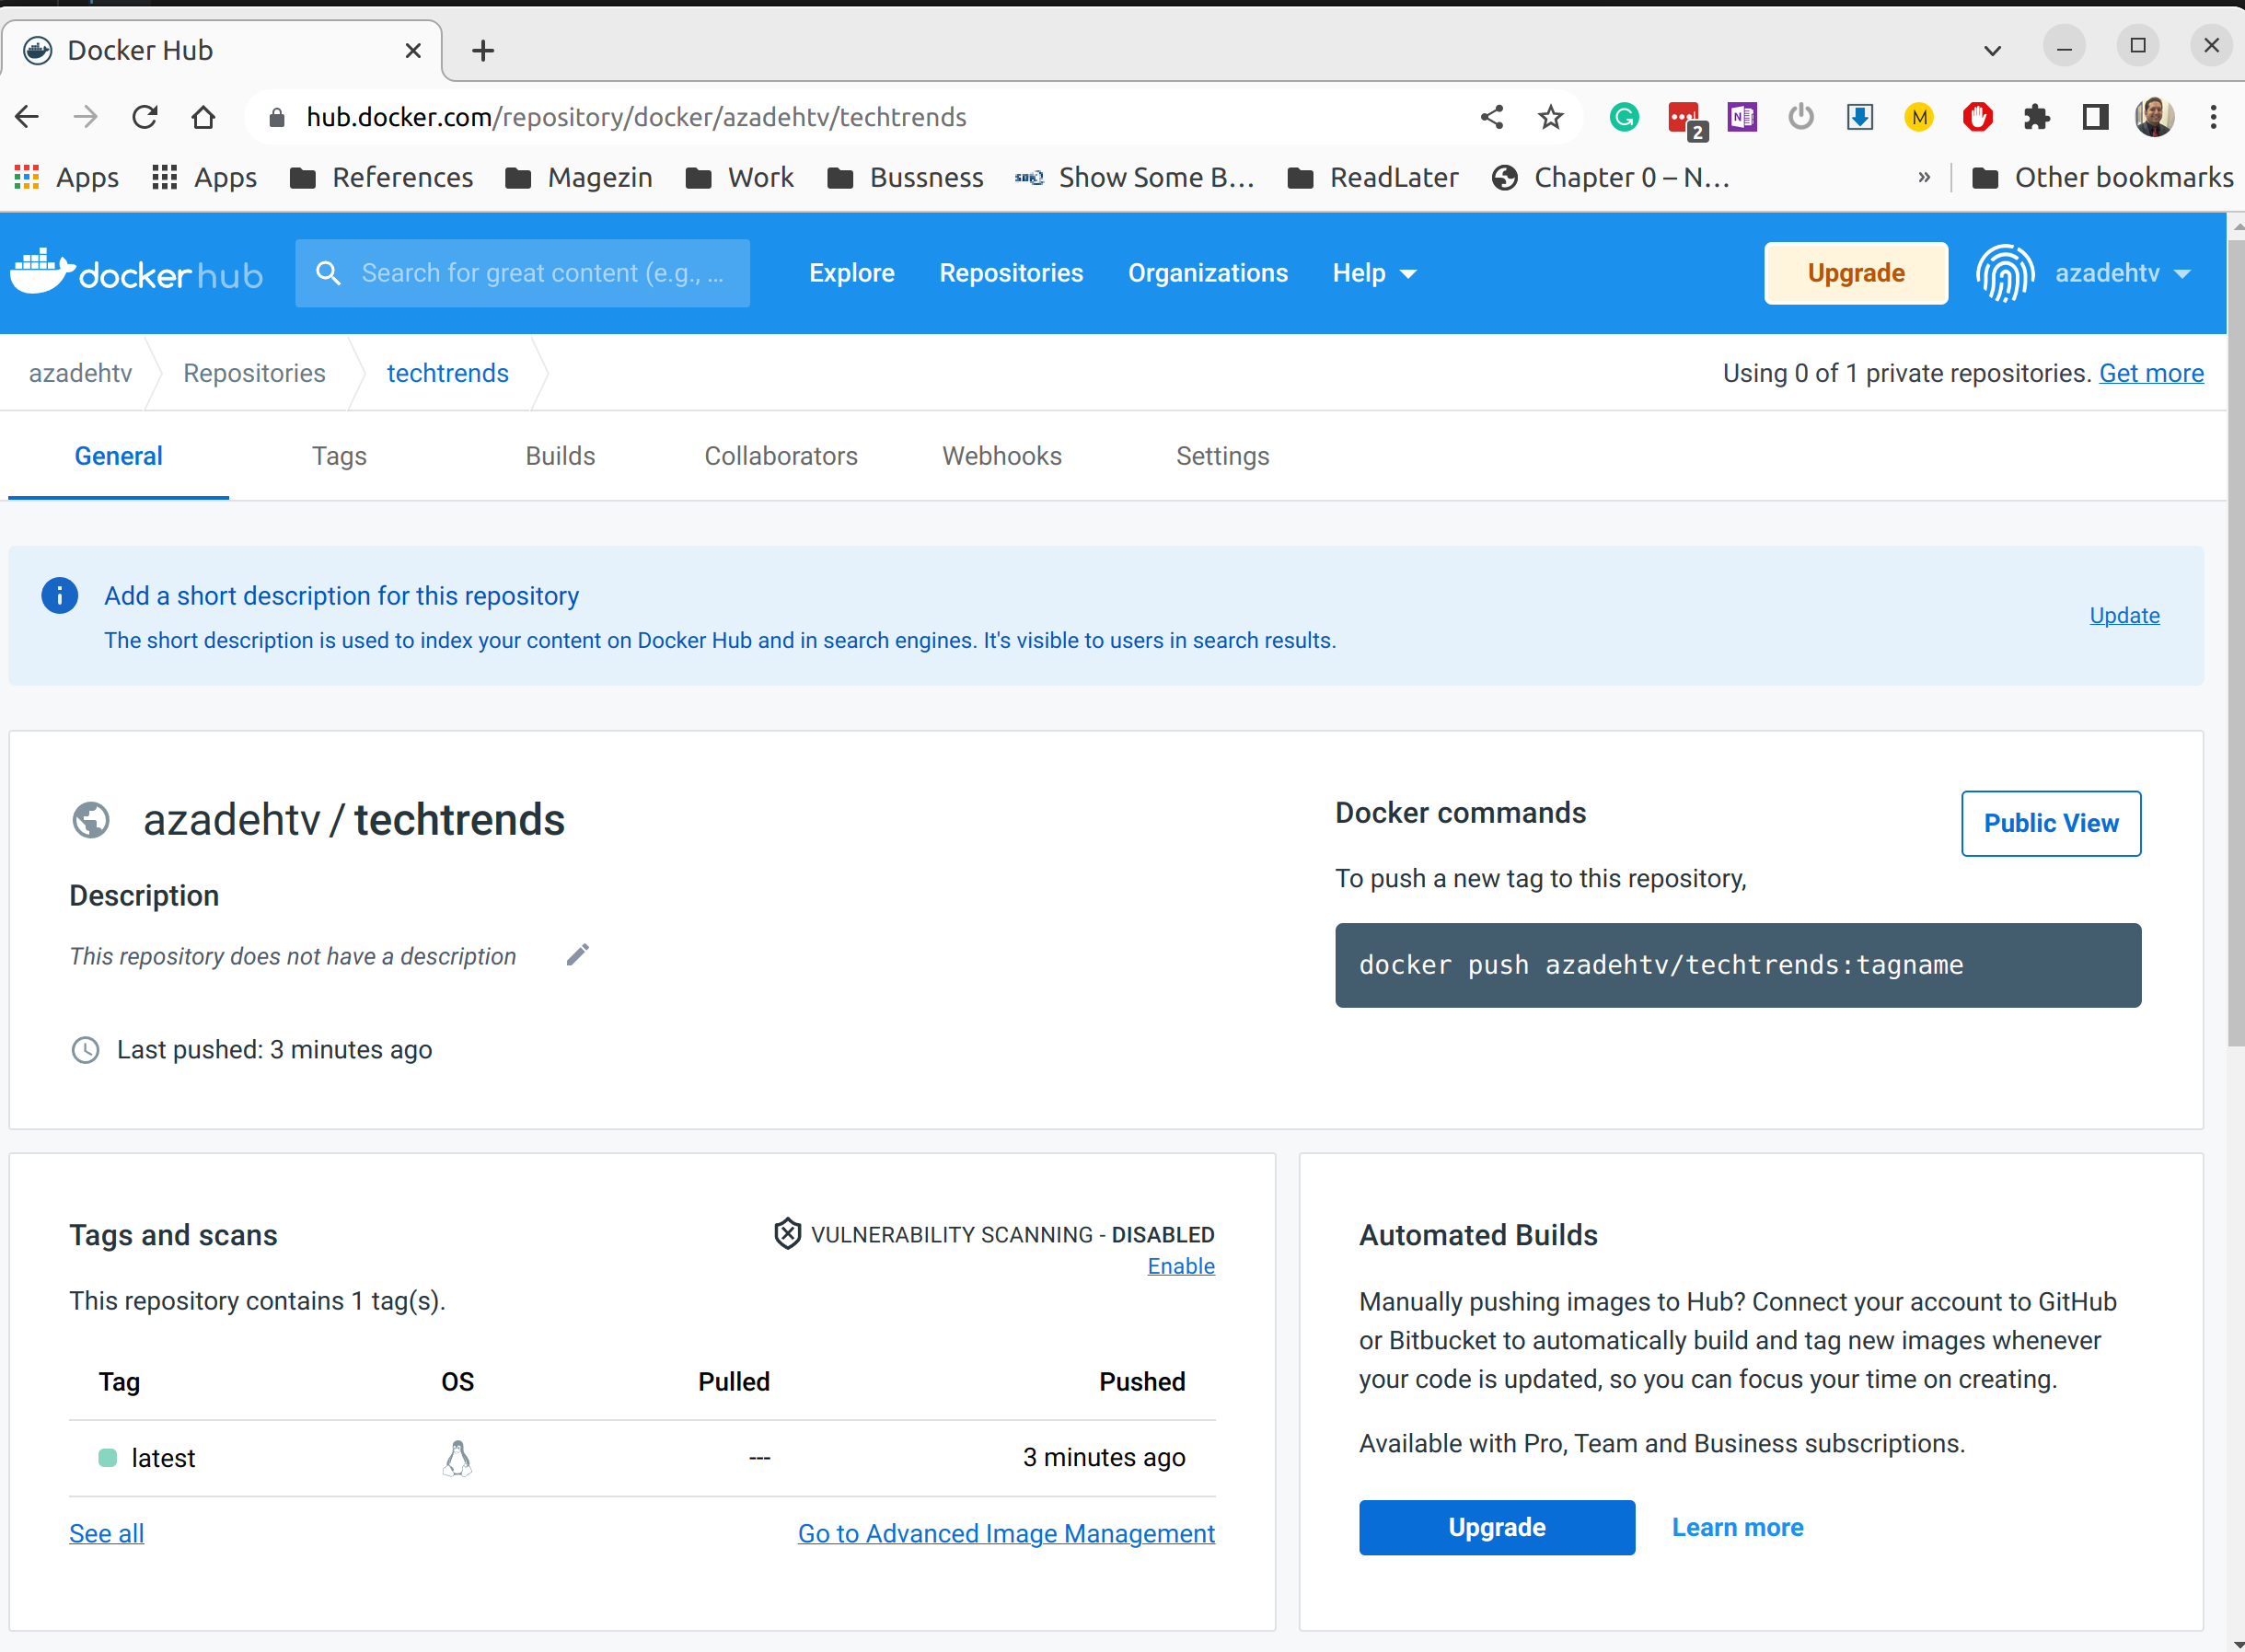 Docker Hub
hub.docker.com/repository/docker/azadehtv/techtrends
2
M
Apps
Apps
References
Magezin
Work
Bussness
Show Some B...
ReadLater
Chapter 0 – N...
»
Other bookmarks
docker hub
Search for great content (e.g., ...
Explore
Repositories
Organizations
Help
Upgrade
azadehtv
azadehtv
Repositories
techtrends
Using 0 of 1 private repositories. Get more
General
Tags
Builds
Collaborators
Webhooks
Settings
Add a short description for this repository
The short description is used to index your content on Docker Hub and in search engines. It's visible to users in search results.
Update
azadehtv / techtrends
Description
This repository does not have a description
Last pushed: 3 minutes ago
Docker commands
Public View
To push a new tag to this repository,
docker push azadehtv/techtrends:tagname
Tags and scans
VULNERABILITY SCANNING - DISABLED
Enable
This repository contains 1 tag(s).
Tag OS Pulled Pushed
latest --- 3 minutes ago
See all
Go to Advanced Image Management
Automated Builds
Manually pushing images to Hub? Connect your account to GitHub
or Bitbucket to automatically build and tag new images whenever
your code is updated, so you can focus your time on creating.
Available with Pro, Team and Business subscriptions.
Upgrade
Learn more